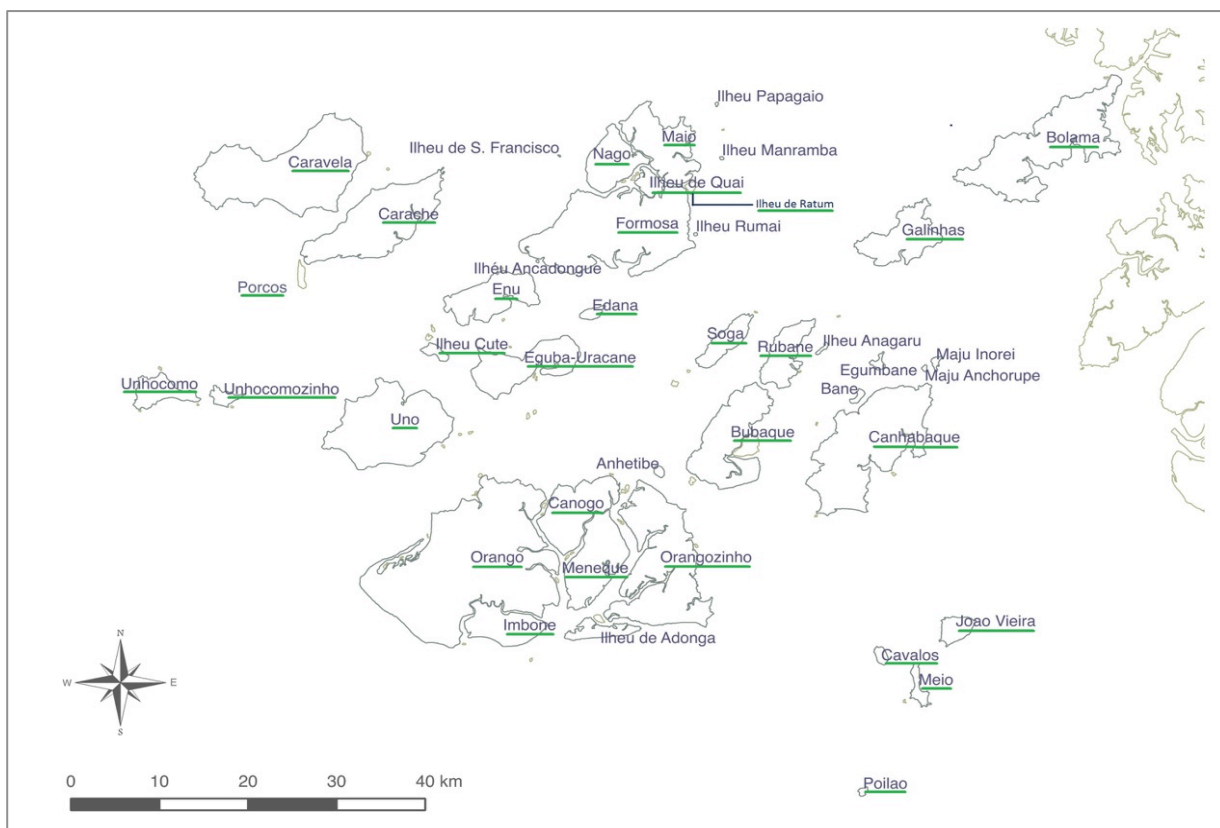 Ilheu Papagaio
Maio
Bolama
Ilheu de S. Francisco
Nago
Ilheu Manramba
Caravela
Ilheu de Quai
Ilheu de Ratum
Carache
Formosa
Ilheu Rumai
Galinhas
Ilhéu Ancadongue
Porcos
Enu
Edana
Soga
Rubane
Ilheu Anagaru
Ilheu Cute
Eguba-Uracane
Maju Inorei
Egumbane
Maju Anchorupe
Unhocomo
Unhocomozinho
Bane
Uno
Bubaque
Canhabaque
Anhetibe
Canogo
Orango
Meneque
Orangozinho
Imbone
Ilheu de Adonga
Joao Vieira
Cavalos
Meio
N
W
E
S
0 10 20 30 40 km
Poilao